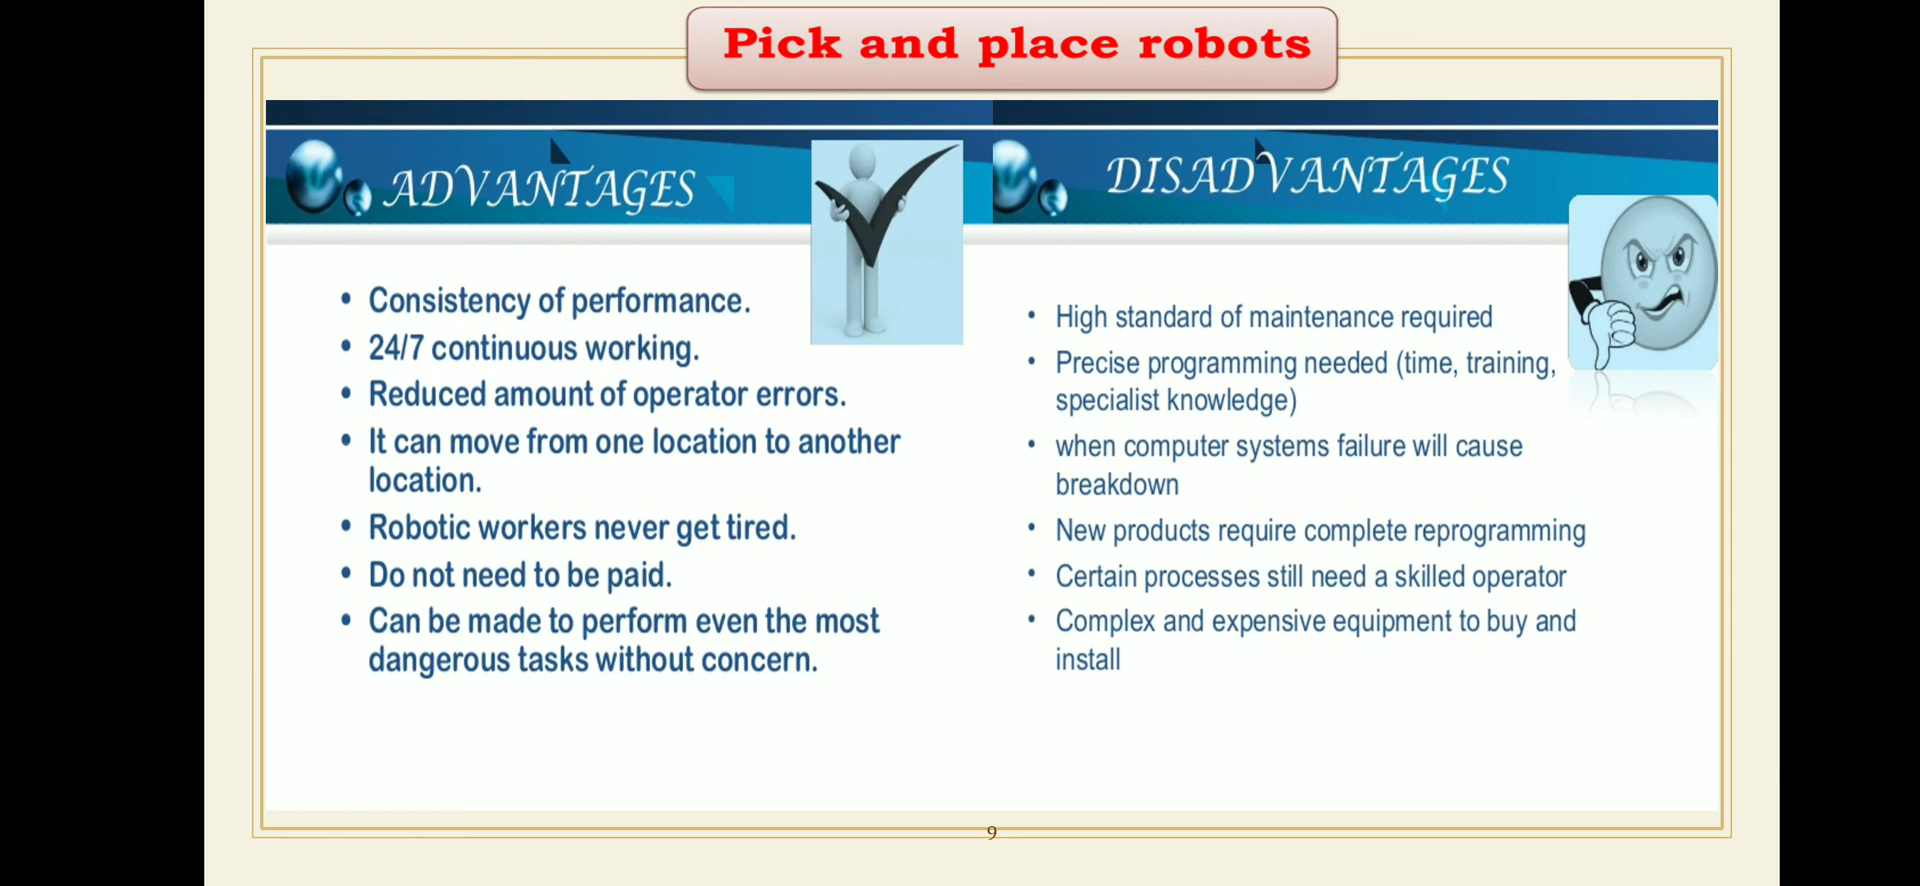 Pick and place robots
ADVANTAGES
• Consistency of performance.
• 24/7 continuous working.
• Reduced amount of operator errors.
• It can move from one location to another
location.
• Robotic workers never get tired.
• Do not need to be paid.
• Can be made to perform even the most
dangerous tasks without concern.
DISADVANTAGES
• High standard of maintenance required
• Precise programming needed (time, training,
specialist knowledge)
• when computer systems failure will cause
breakdown
• New products require complete reprogramming
• Certain processes still need a skilled operator
• Complex and expensive equipment to buy and
install
9